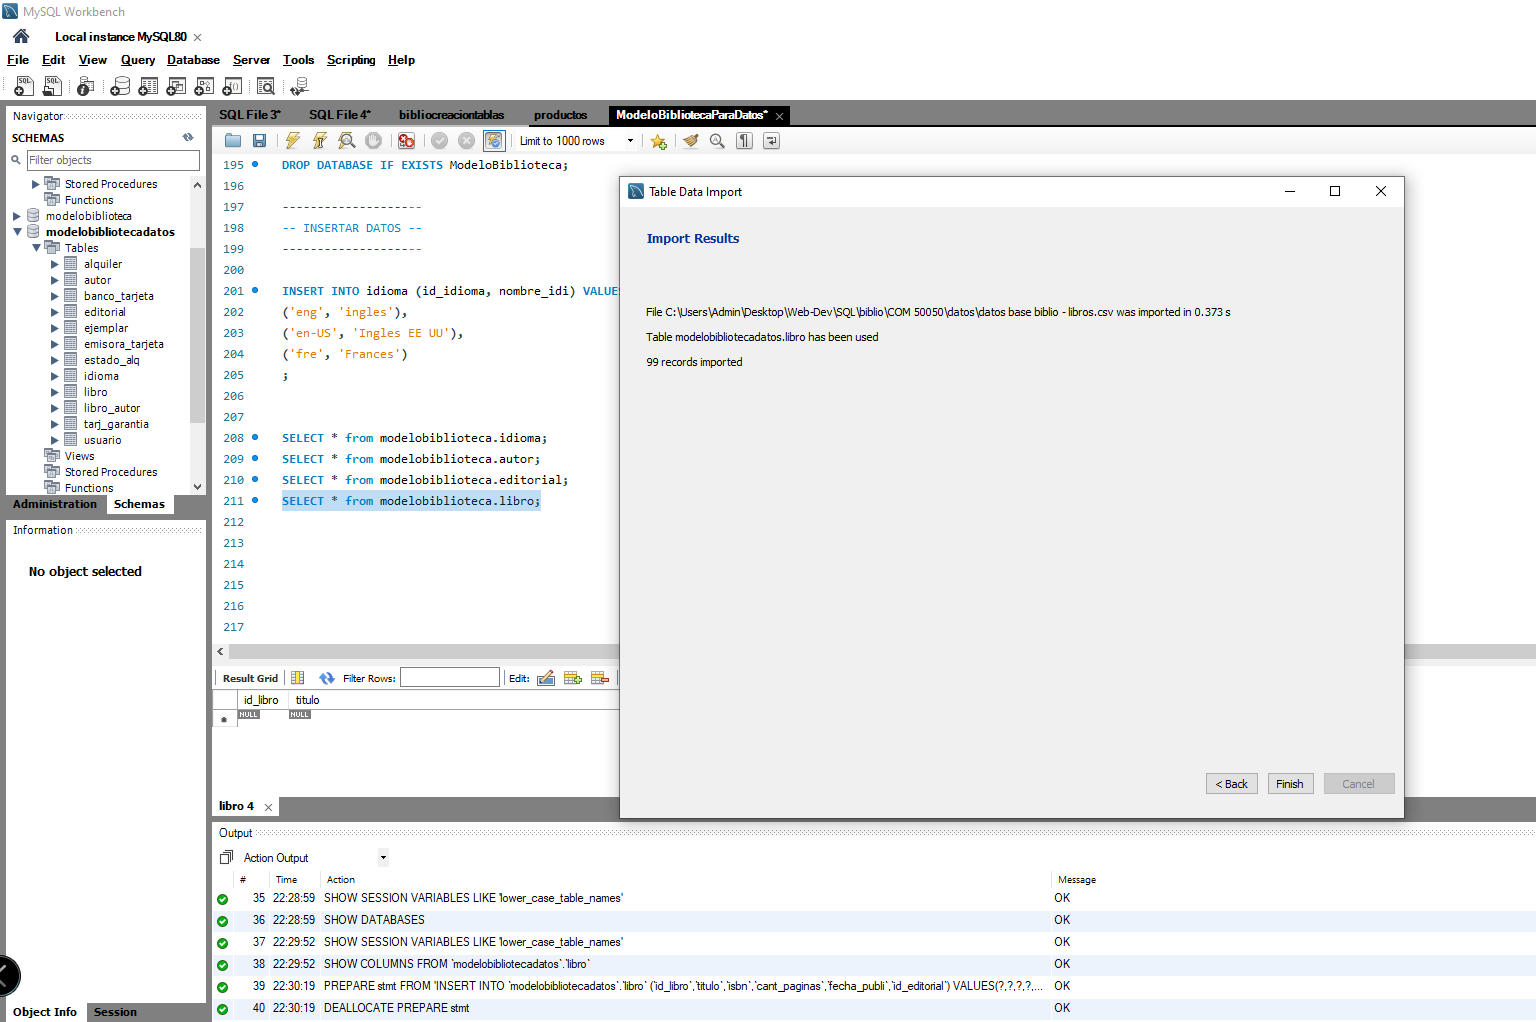 MySQL Workbench
Local instance MySQL80
File Edit View Query Database Server Tools Scripting Help
Navigator
SCHEMAS
Filter objects
Stored Procedures
Functions
modelobiblioteca
modelobibliotecadatos
Tables
alquiler
autor
banco_tarjeta
editorial
ejemplar
emisora_tarjeta
estado_alq
idioma
libro
libro_autor
tarj_garantia
usuario
Views
Stored Procedures
Functions
Administration Schemas
Information
No object selected
Object Info Session
SQL File 3* SQL File 4* bibliocreaciontables productos ModeloBibliotecaParaDatos*
Limit to 1000 rows
195 DROP DATABASE IF EXISTS ModeloBiblioteca;
196
197 --------------------
198 -- INSERTAR DATOS --
199 --------------------
200
201 INSERT INTO idioma (id_idioma, nombre_idi) VALUES
202 ('eng', 'ingles'),
203 ('en-US', 'Ingles EE UU'),
204 ('fre', 'Frances')
205 ;
206
207
208 SELECT * from modelobiblioteca.idioma;
209 SELECT * from modelobiblioteca.autor;
210 SELECT * from modelobiblioteca.editorial;
211 SELECT * from modelobiblioteca.libro;
212
213
214
215
216
217
Result Grid Filter Rows: Edit:
id_libro titulo
NULL NULL
libro 4
Table Data Import
Import Results
File C:\Users\Admin\Desktop\Web-Dev\SQL\biblio\COM 50050\datos\datos base biblio - libros.csv was imported in 0.373 s
Table modelobibliotecadatos.libro has been used
99 records imported
< Back Finish Cancel
Output
Action Output
# Time Action Message
35 22:28:59 SHOW SESSION VARIABLES LIKE 'lower_case_table_names' OK
36 22:28:59 SHOW DATABASES OK
37 22:29:52 SHOW SESSION VARIABLES LIKE 'lower_case_table_names' OK
38 22:29:52 SHOW COLUMNS FROM `modelobibliotecadatos`.`libro` OK
39 22:30:19 PREPARE stmt FROM 'INSERT INTO `modelobibliotecadatos`.`libro` (`id_libro`,`titulo`,`isbn`,`cant_paginas`,`fecha_publi`,`id_editorial`) VALUES(?,?,?,?,... OK
40 22:30:19 DEALLOCATE PREPARE stmt OK